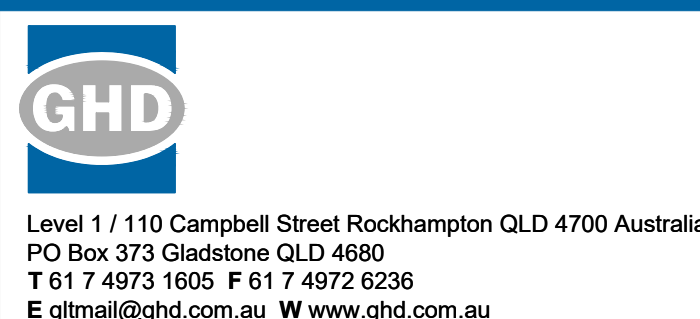 GHD
Level 1 / 110 Campbell Street Rockhampton QLD 4700 Australia
PO Box 373 Gladstone QLD 4680
T 61 7 4973 1605 F 61 7 4972 6236
E gltmail@ghd.com.au W www.ghd.com.au